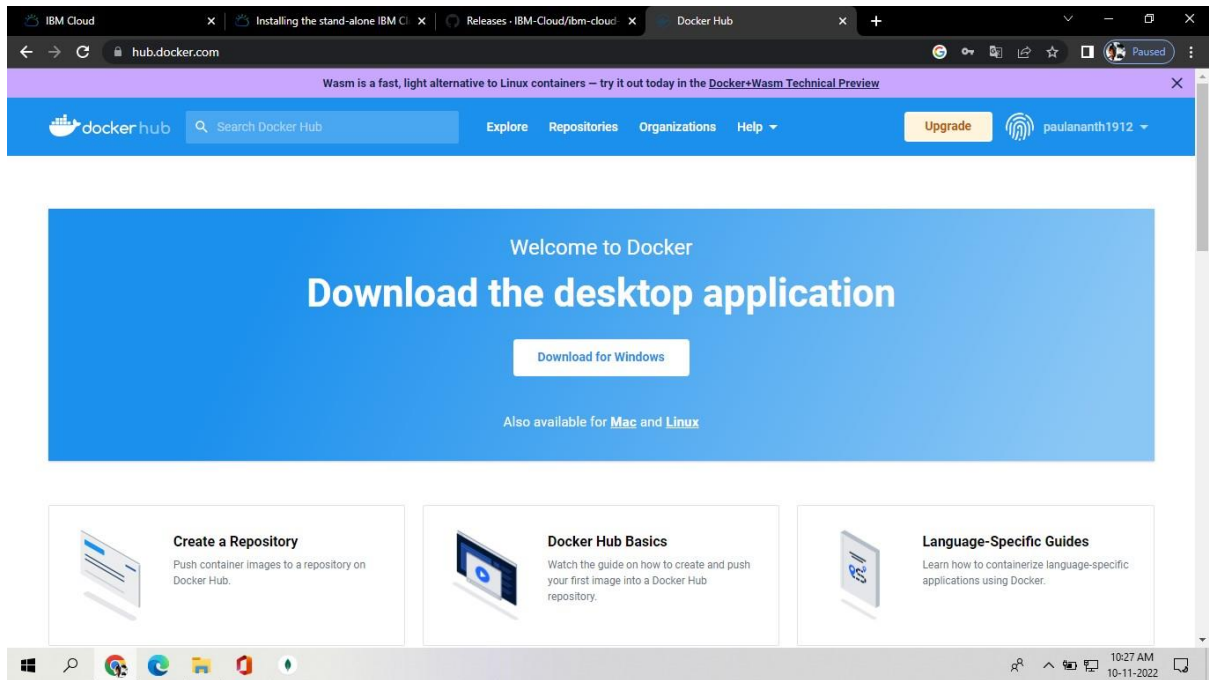 IBM Cloud
Installing the stand-alone IBM Cl
Releases · IBM-Cloud/ibm-cloud-
Docker Hub
hub.docker.com
Paused
Wasm is a fast, light alternative to Linux containers — try it out today in the Docker+Wasm Technical Preview
dockerhub
Search Docker Hub
Explore
Repositories
Organizations
Help
Upgrade
paulananth1912
Welcome to Docker
Download the desktop application
Download for Windows
Also available for Mac and Linux
Create a Repository
Push container images to a repository on
Docker Hub.
Docker Hub Basics
Watch the guide on how to create and push
your first image into a Docker Hub
repository.
Language-Specific Guides
Learn how to containerize language-specific
applications using Docker.
10:27 AM
10-11-2022